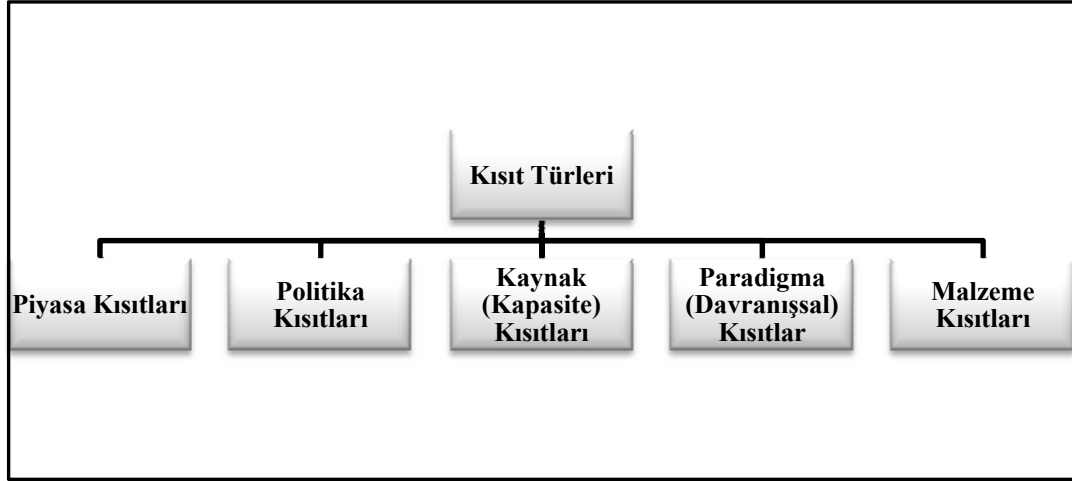 Kısıt Türleri
Piyasa Kısıtları
Politika
Kısıtları
Kaynak
(Kapasite)
Kısıtları
Paradigma
(Davranışsal)
Kısıtlar
Malzeme
Kısıtları